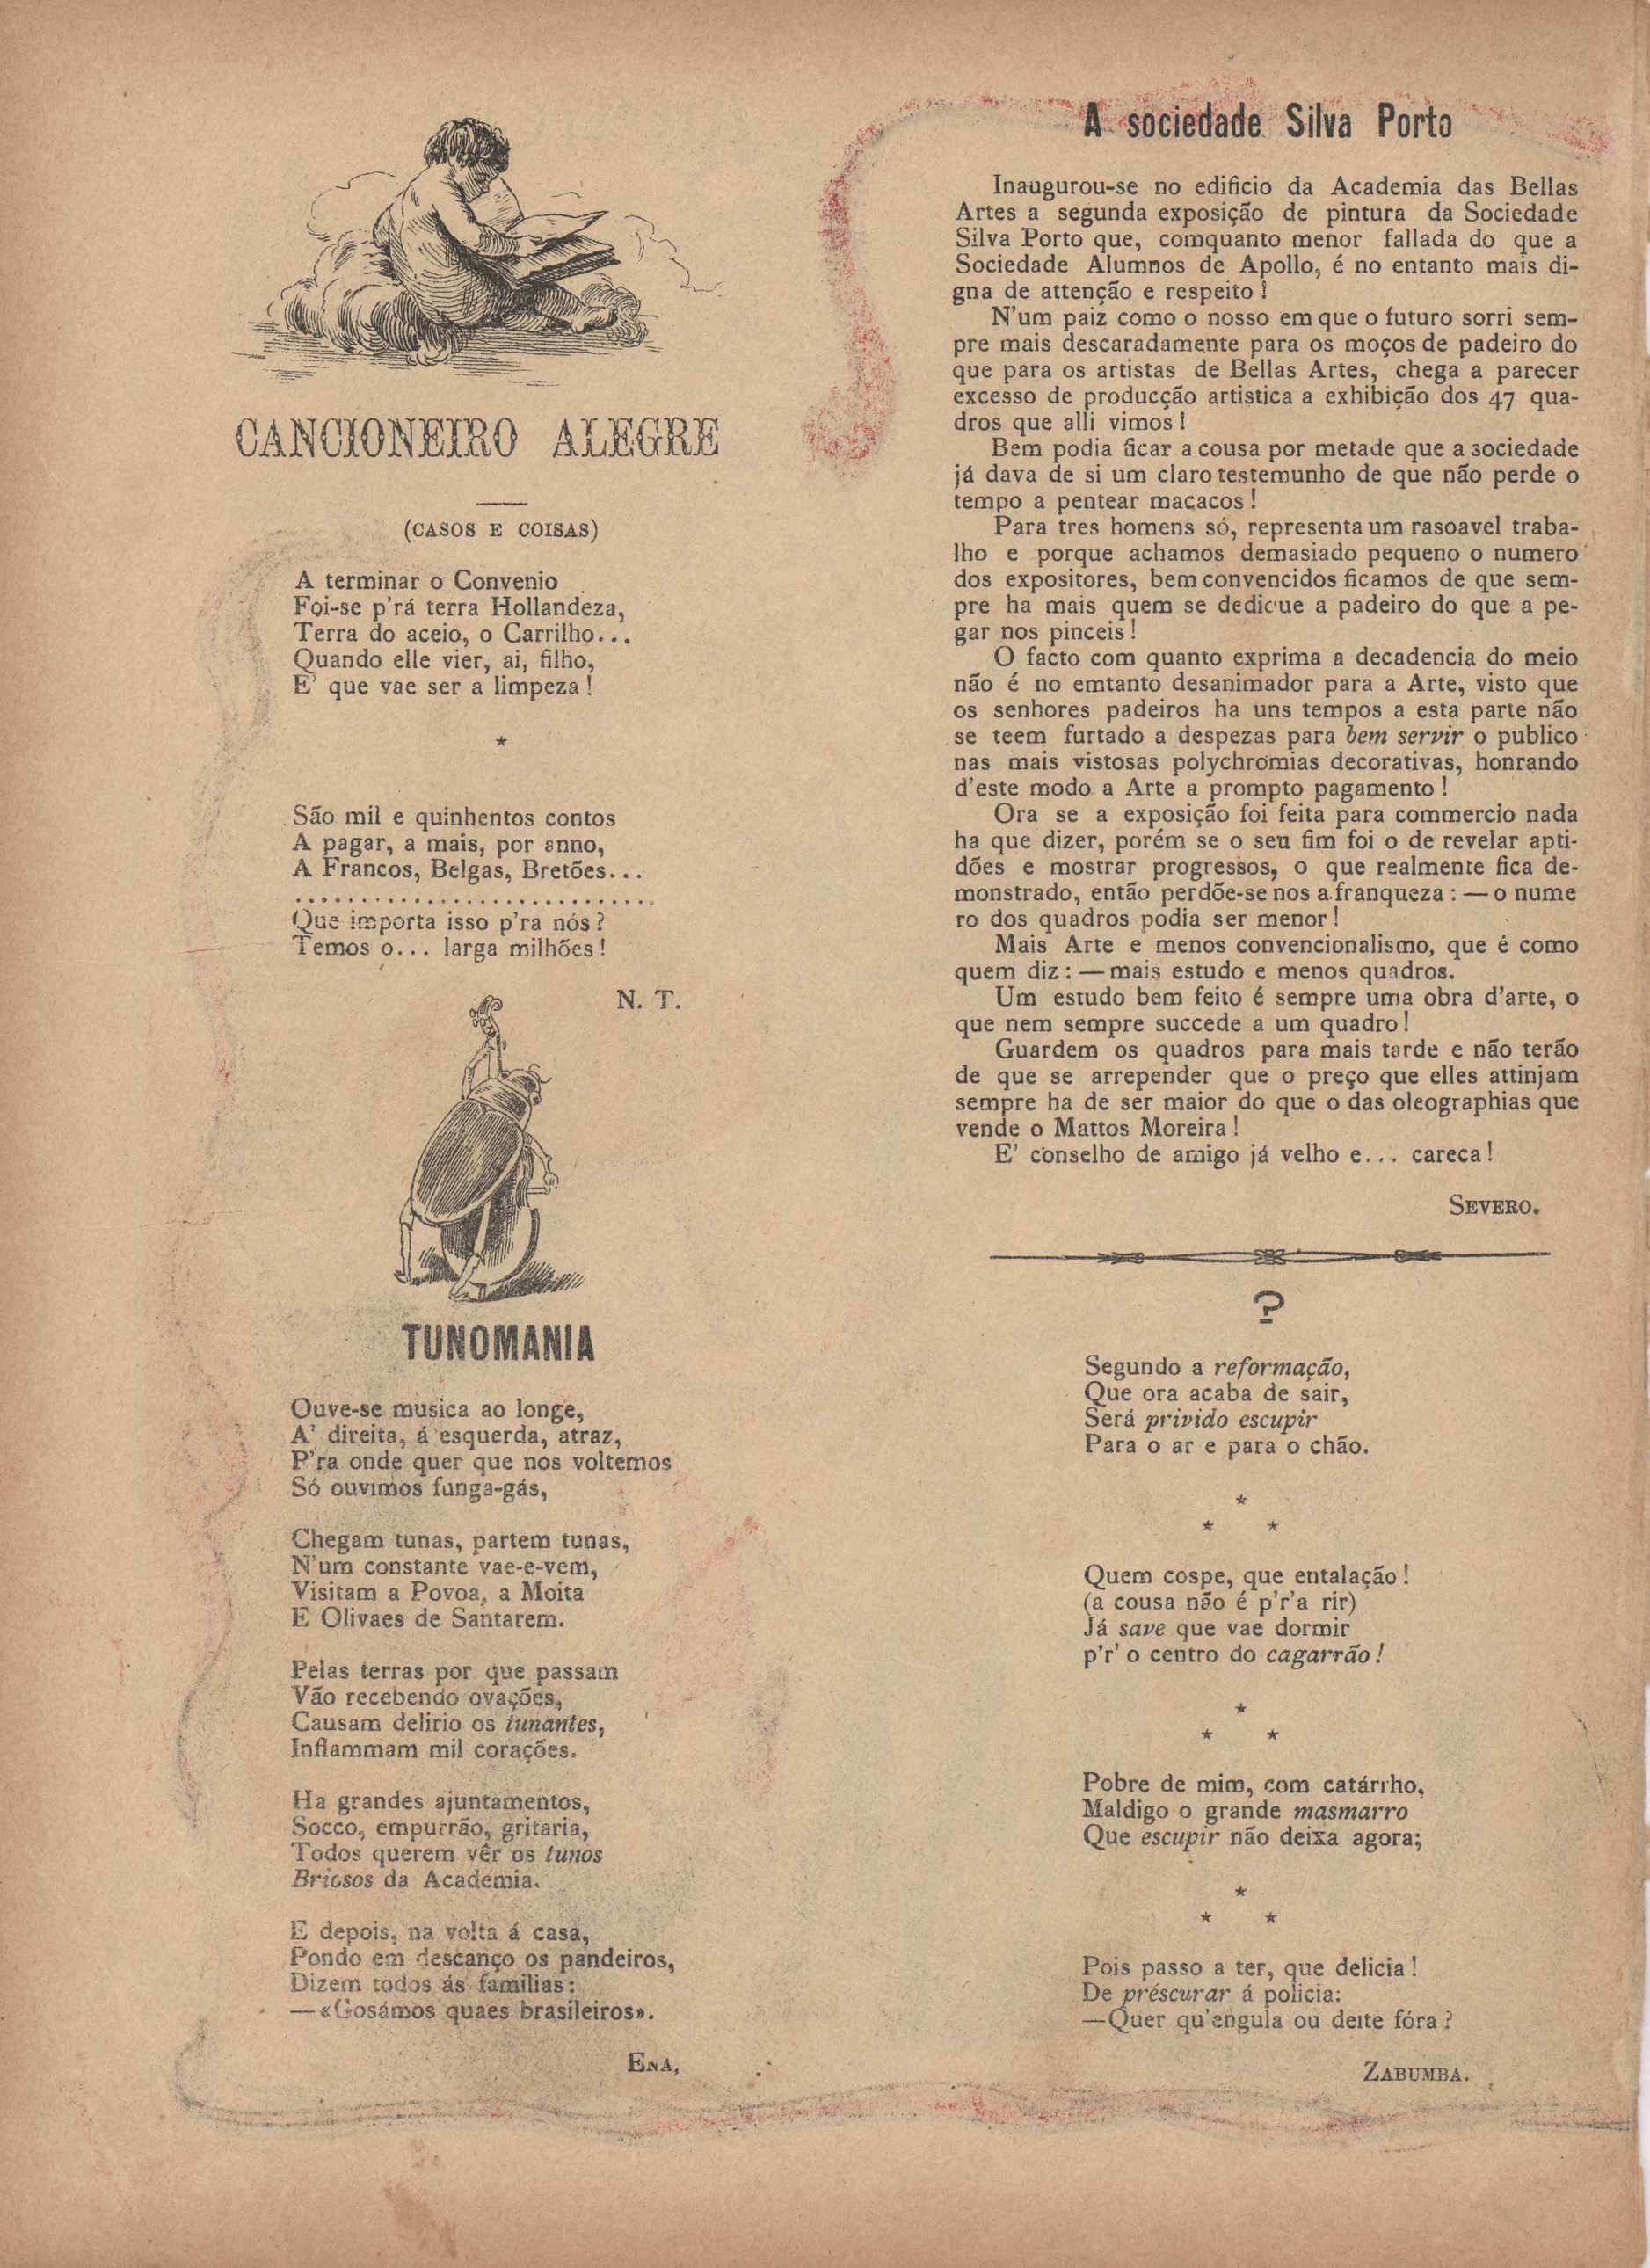 CANCIONEIRO ALEGRE
(CASOS E COISAS)
A terminar o Convenio
Foi-se p'rá terra Hollandeza,
Terra do aceio, o Carrilho...
Quando elle vier, ai, filho,
E' que vae ser a limpeza!
★
São mil e quinhentos contos
A pagar, a mais, por anno,
A Francos, Belgas, Bretões...
..............................
Que importa isso p'ra nós?
Temos o... larga milhões!
N. T.
TUNOMANIA
Ouve-se musica ao longe,
A' direita, á esquerda, atraz,
P'ra onde quer que nos voltemos
Só ouvimos funga-gás,
Chegam tunas, partem tunas,
N'um constante vae-e-vem,
Visitam a Povoa, a Moita
E Olivaes de Santarem.
Pelas terras por que passam
Vão recebendo ovações,
Causam delirio os tunantes,
Inflammam mil corações.
Ha grandes ajuntamentos,
Socco, empurrão, gritaria,
Todos querem vêr os tunos
Briosos da Academia.
E depois, na volta á casa,
Pondo em descanço os pandeiros,
Dizem todos ás familias:
—«Gosámos quaes brasileiros».
ENA,
A sociedade Silva Porto
Inaugurou-se no edificio da Academia das Bellas
Artes a segunda exposição de pintura da Sociedade
Silva Porto que, comquanto menor fallada do que a
Sociedade Alumnos de Apollo, é no entanto mais di-
gna de attenção e respeito!
N'um paiz como o nosso em que o futuro sorri sem-
pre mais descaradamente para os moços de padeiro do
que para os artistas de Bellas Artes, chega a parecer
excesso de producção artistica a exhibição dos 47 qua-
dros que alli vimos!
Bem podia ficar a cousa por metade que a sociedade
já dava de si um claro testemunho de que não perde o
tempo a pentear macacos!
Para tres homens só, representa um rasoavel traba-
lho e porque achamos demasiado pequeno o numero
dos expositores, bem convencidos ficamos de que sem-
pre ha mais quem se dedique a padeiro do que a pe-
gar nos pinceis!
O facto com quanto exprima a decadencia do meio
não é no emtanto desanimador para a Arte, visto que
os senhores padeiros ha uns tempos a esta parte não
se teem furtado a despezas para bem servir o publico
nas mais vistosas polychromias decorativas, honrando
d'este modo a Arte a prompto pagamento!
Ora se a exposição foi feita para commercio nada
ha que dizer, porém se o seu fim foi o de revelar apti-
dões e mostrar progressos, o que realmente fica de-
monstrado, então perdõe-se nos a franqueza: — o nume
ro dos quadros podia ser menor!
Mais Arte e menos convencionalismo, que é como
quem diz: — mais estudo e menos quadros.
Um estudo bem feito é sempre uma obra d'arte, o
que nem sempre succede a um quadro!
Guardem os quadros para mais tarde e não terão
de que se arrepender que o preço que elles attinjam
sempre ha de ser maior do que o das oleographias que
vende o Mattos Moreira!
E' conselho de amigo já velho e... careca!
SEVERO.
?
Segundo a reformação,
Que ora acaba de sair,
Será privido escupir
Para o ar e para o chão.
★
★ ★
Quem cospe, que entalação!
(a cousa não é p'r'a rir)
Já save que vae dormir
p'r' o centro do cagarrão!
★
★ ★
Pobre de mim, com catárrho,
Maldigo o grande masmarro
Que escupir não deixa agora;
★
★ ★
Pois passo a ter, que delicia!
De préscurar á policia:
—Quer qu'engula ou deite fóra?
ZABUMBA.